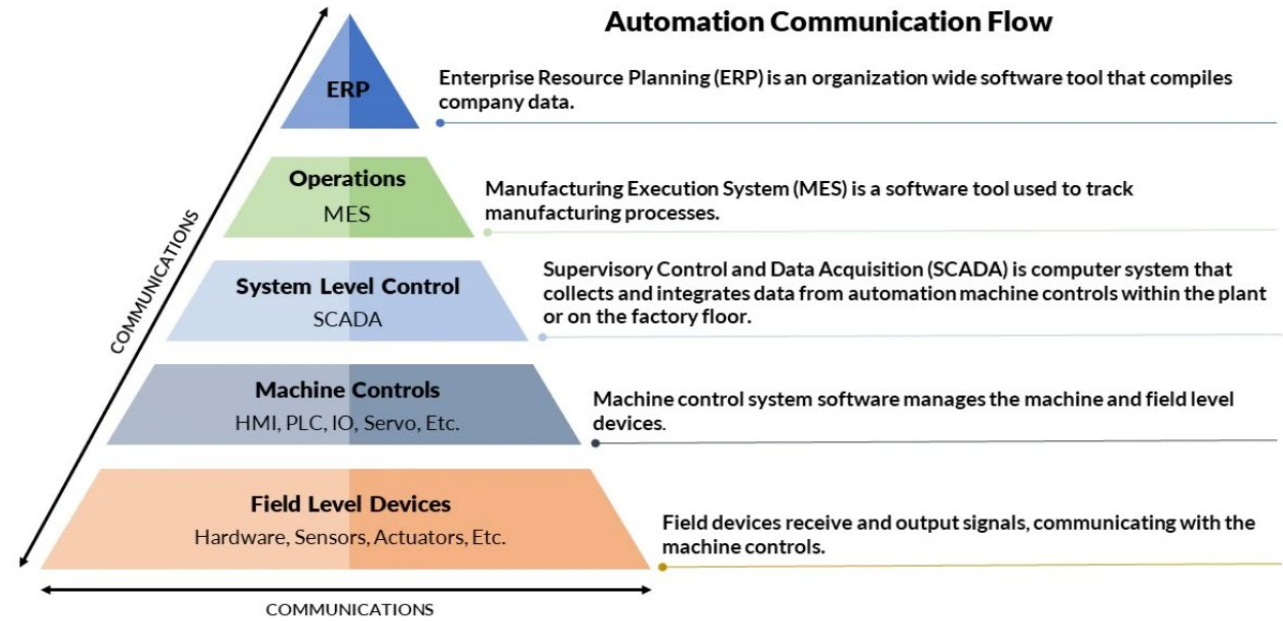 Automation Communication Flow
ERP
Enterprise Resource Planning (ERP) is an organization wide software tool that compiles
company data.
Operations
MES
Manufacturing Execution System (MES) is a software tool used to track
manufacturing processes.
COMMUNICATIONS
System Level Control
SCADA
Supervisory Control and Data Acquisition (SCADA) is computer system that
collects and integrates data from automation machine controls within the plant
or on the factory floor.
Machine Controls
HMI, PLC, IO, Servo, Etc.
Machine control system software manages the machine and field level
devices.
Field Level Devices
Hardware, Sensors, Actuators, Etc.
Field devices receive and output signals, communicating with the
machine controls.
COMMUNICATIONS